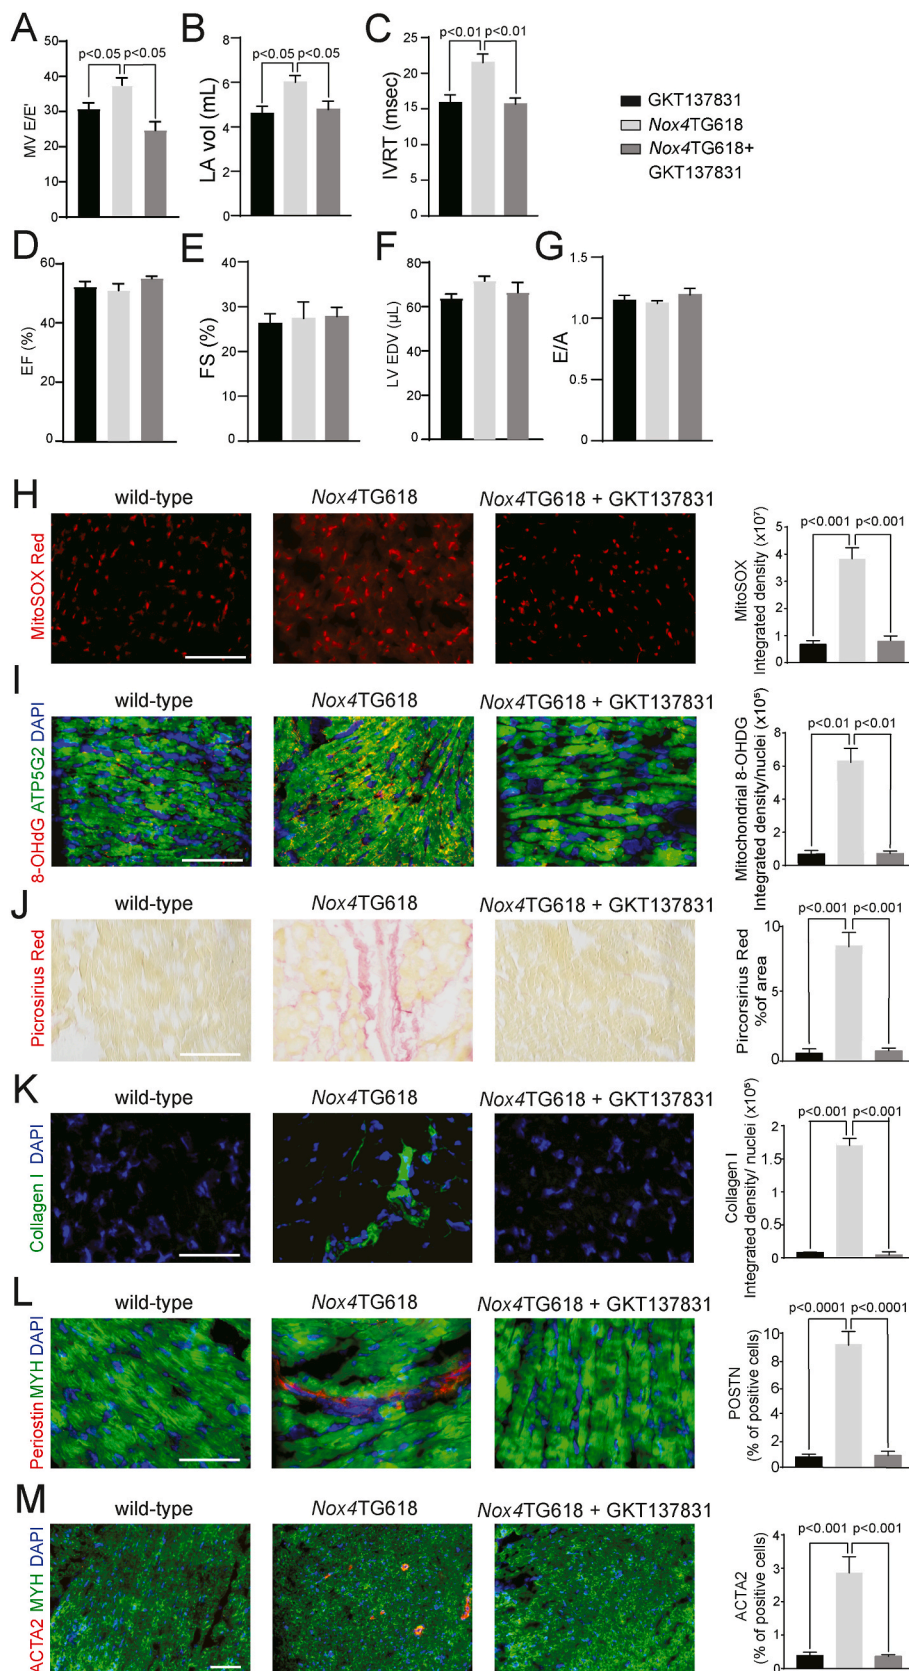 A
MV E/E'
50
40
30
20
10
0
p<0.05 p<0.05
B
LA vol (mL)
8
6
4
2
0
p<0.05 p<0.05
C
IVRT (msec)
25
20
15
10
5
0
p<0.01 p<0.01
GKT137831
Nox4TG618
Nox4TG618+
GKT137831
D
EF (%)
60
40
20
0
E
FS (%)
40
30
20
10
0
F
LV EDV (µL)
80
60
40
20
0
G
E/A
1.5
1.0
0.5
0
H
wild-type Nox4TG618 Nox4TG618 + GKT137831
MitoSOX Red
MitoSOX
Integrated density (x10⁷)
p<0.001 p<0.001
5
4
3
2
1
0
I
wild-type Nox4TG618 Nox4TG618 + GKT137831
8-OHdG ATP5G2 DAPI
Mitochondrial 8-OHDG
Integrated density/nuclei (x10⁵)
p<0.01 p<0.01
8
6
4
2
0
J
wild-type Nox4TG618 Nox4TG618 + GKT137831
Picrosirius Red
Pircorsirius Red
%of area
p<0.001 p<0.001
10
5
0
K
wild-type Nox4TG618 Nox4TG618 + GKT137831
Collagen I DAPI
Collagen I
Integrated density/ nuclei (x10⁵)
p<0.001 p<0.001
2
1.5
1
0.5
0
L
wild-type Nox4TG618 Nox4TG618 + GKT137831
Periostin MYH DAPI
POSTN
(% of positive cells)
p<0.0001 p<0.0001
10
8
6
4
2
0
M
wild-type Nox4TG618 Nox4TG618 + GKT137831
ACTA2 MYH DAPI
ACTA2
(% of positive cells)
p<0.001 p<0.001
4
3
2
1
0